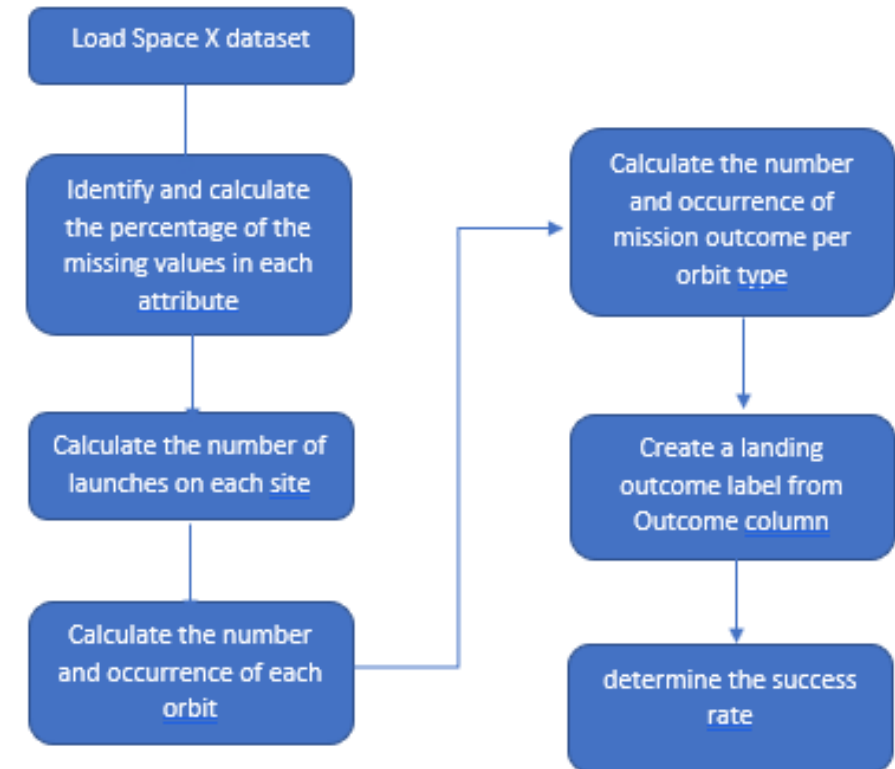 Load Space X dataset
Identify and calculate
the percentage of the
missing values in each
attribute
Calculate the number of
launches on each site
Calculate the number
and occurrence of each
orbit
Calculate the number
and occurrence of
mission outcome per
orbit type
Create a landing
outcome label from
Outcome column
determine the success
rate